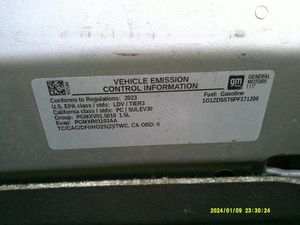 VEHICLE EMISSION
CONTROL INFORMATION
gm
GENERAL MOTORS
LLC
Conforms to Regulations: 2023
U.S. EPA class / stds: LDV / TIER3
California class / stds: PC / SULEV30
Group: PGMXV01.5010 1.5L
Evap: PGMXR0110
TC/CAC/DFI/HO2S(2)/TWC, CA OBD: II
Fuel: Gasoline
1G1ZD5ST6PF171206
2024/01/09 23:30:24